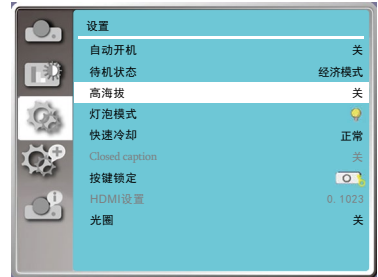 设置
自动开机 关
待机状态 经济模式
高海拔 关
灯泡模式
快速冷却 正常
Closed caption 关
按键锁定
HDMI设置 0.1023
光圈 关